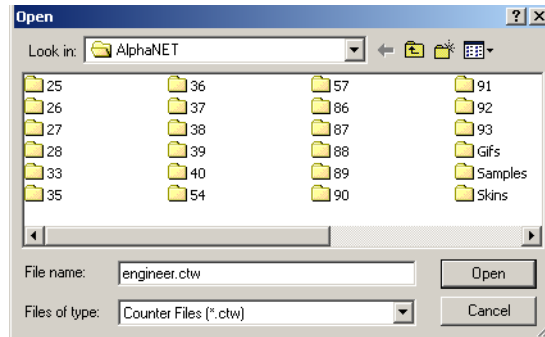 Open
Look in: AlphaNET
25 36 57 91
26 37 86 92
27 38 87 93
28 39 88 Gifs
33 40 89 Samples
35 54 90 Skins
File name: engineer.ctw Open
Files of type: Counter Files (*.ctw) Cancel